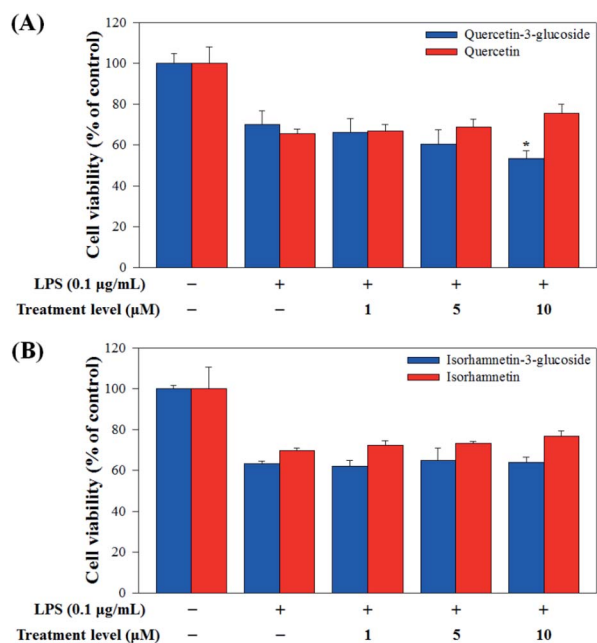 (A)
Quercetin-3-glucoside
Quercetin
Cell viability (% of control)
120
100
80
60
*
40
20
0
LPS (0.1 µg/mL) − + + + +
Treatment level (µM) − − 1 5 10
(B)
Isorhamnetin-3-glucoside
Isorhamnetin
Cell viability (% of control)
120
100
80
60
40
20
0
LPS (0.1 µg/mL) − + + + +
Treatment level (µM) − − 1 5 10